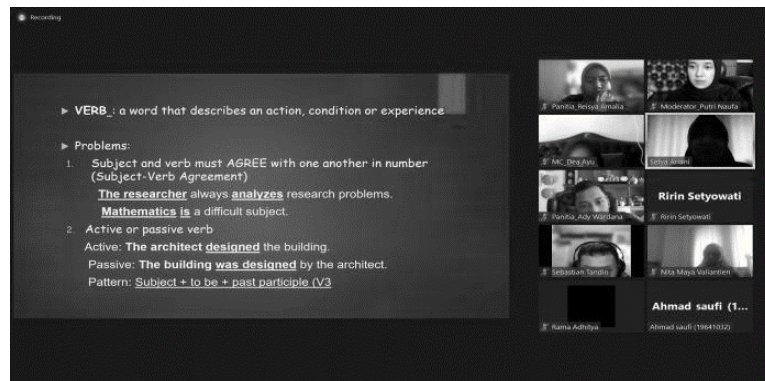 Recording
► VERB_: a word that describes an action, condition or experience
► Problems:
1. Subject and verb must AGREE with one another in number
(Subject-Verb Agreement)
The researcher always analyzes research problems.
Mathematics is a difficult subject.
2. Active or passive verb
Active: The architect designed the building.
Passive: The building was designed by the architect.
Pattern: Subject + to be + past participle (V3
Panitia_Reisya Amalia
Moderator_Putri Naufa
MC_Dea Ayu
Setya Ariani
Panitia_Ady Wardana
Ririn Setyowati
Ririn Setyowati
Sebastian Tandio
Nita Maya Valiantien
Rama Adhitya
Ahmad saufi (1...
Ahmad saufi (19641032)